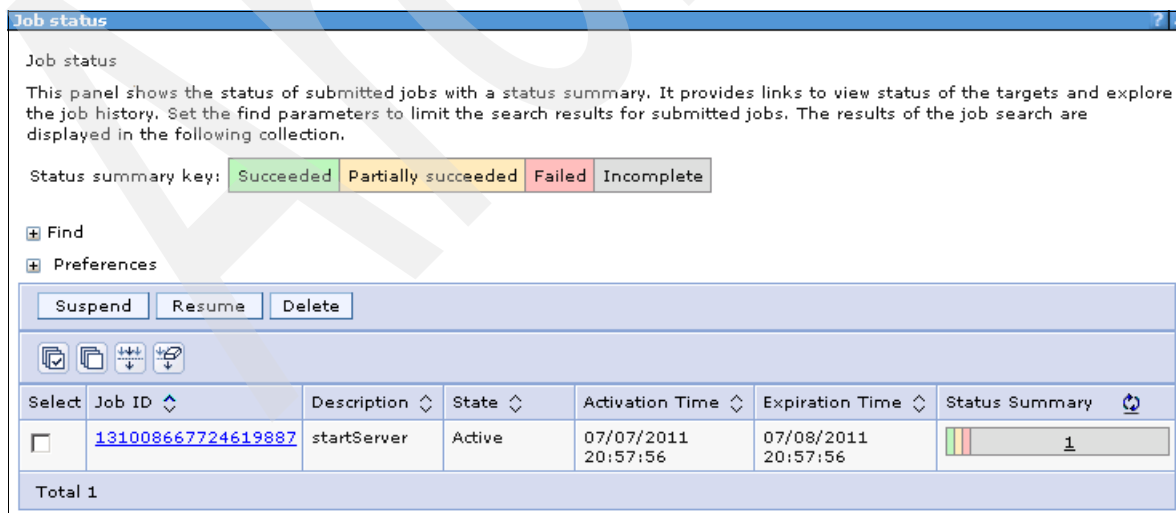 Job status
?
Job status
This panel shows the status of submitted jobs with a status summary. It provides links to view status of the targets and explore
the job history. Set the find parameters to limit the search results for submitted jobs. The results of the job search are
displayed in the following collection.
Status summary key: Succeeded Partially succeeded Failed Incomplete
Find
Preferences
Suspend Resume Delete
Select Job ID Description State Activation Time Expiration Time Status Summary
131008667724619887 startServer Active 07/07/2011 20:57:56 07/08/2011 20:57:56 1
Total 1